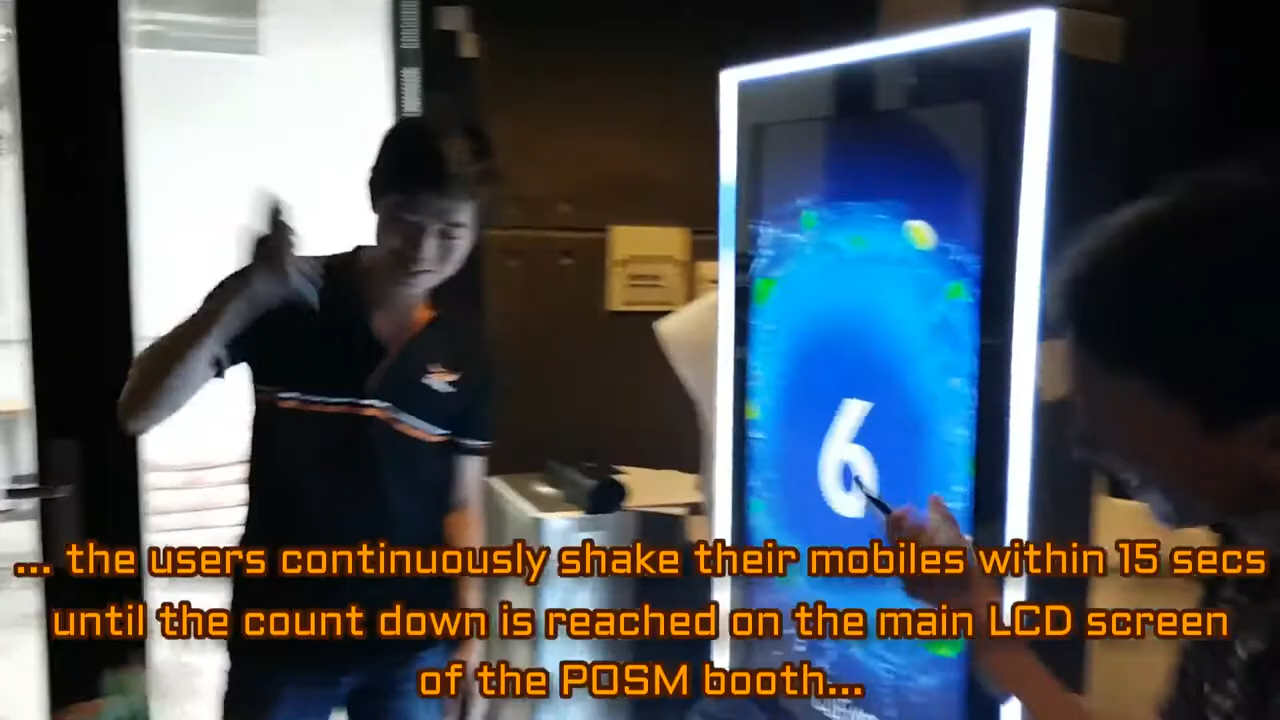 6
... the users continuously shake their mobiles within 15 secs
until the count down is reached on the main LCD screen
of the POSM booth...